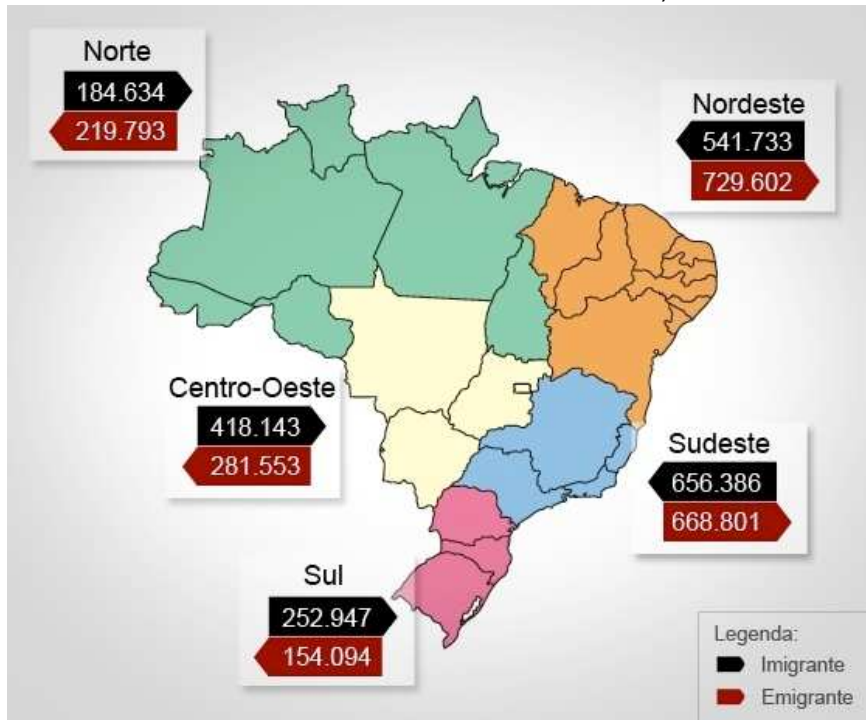 Norte
184.634
219.793
Nordeste
541.733
729.602
Centro-Oeste
418.143
281.553
Sudeste
656.386
668.801
Sul
252.947
154.094
Legenda:
Imigrante
Emigrante